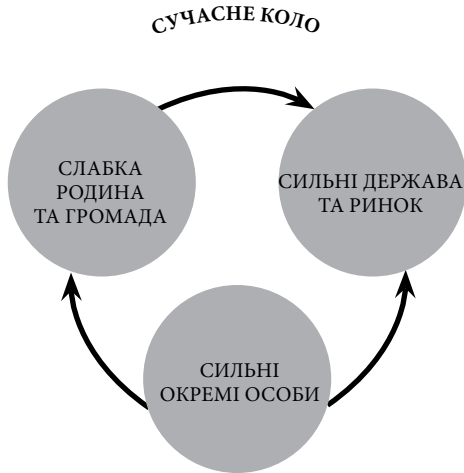 СУЧАСНЕ КОЛО
СЛАБКА
РОДИНА
ТА ГРОМАДА
СИЛЬНІ ДЕРЖАВА
ТА РИНОК
СИЛЬНІ
ОКРЕМІ ОСОБИ